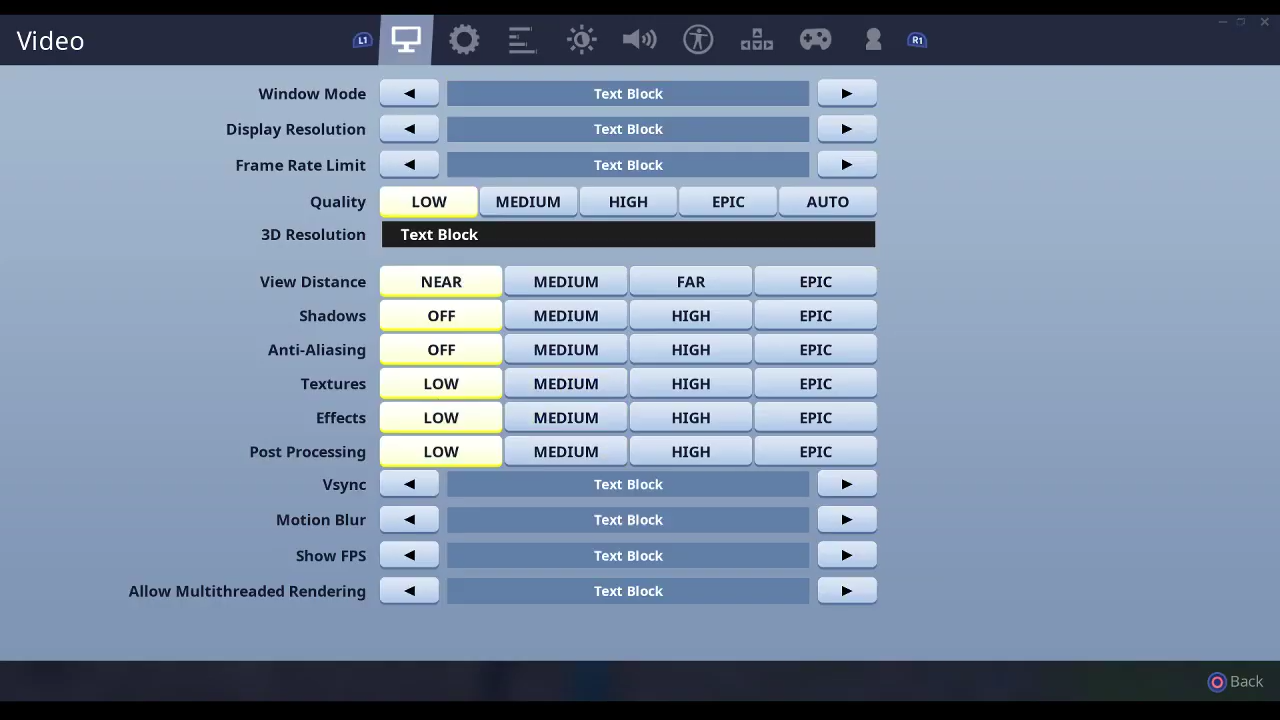 Video L1 R1
Window Mode ◄ Text Block ►
Display Resolution ◄ Text Block ►
Frame Rate Limit ◄ Text Block ►
Quality LOW MEDIUM HIGH EPIC AUTO
3D Resolution Text Block
View Distance NEAR MEDIUM FAR EPIC
Shadows OFF MEDIUM HIGH EPIC
Anti-Aliasing OFF MEDIUM HIGH EPIC
Textures LOW MEDIUM HIGH EPIC
Effects LOW MEDIUM HIGH EPIC
Post Processing LOW MEDIUM HIGH EPIC
Vsync ◄ Text Block ►
Motion Blur ◄ Text Block ►
Show FPS ◄ Text Block ►
Allow Multithreaded Rendering ◄ Text Block ►
Back